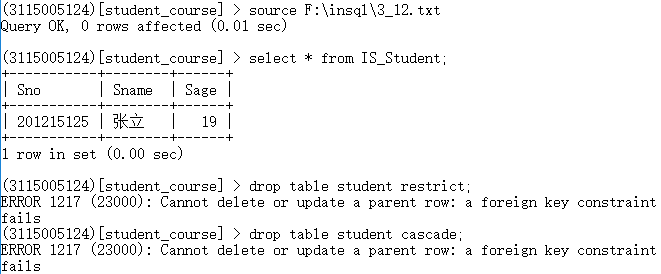 (3115005124)[student_course] > source F:\insql\3_12.txt
Query OK, 0 rows affected (0.01 sec)
(3115005124)[student_course] > select * from IS_Student;
+-----------+--------+------+
| Sno       | Sname  | Sage |
+-----------+--------+------+
| 201215125 | 张立   |   19 |
+-----------+--------+------+
1 row in set (0.00 sec)
(3115005124)[student_course] > drop table student restrict;
ERROR 1217 (23000): Cannot delete or update a parent row: a foreign key constraint
fails
(3115005124)[student_course] > drop table student cascade;
ERROR 1217 (23000): Cannot delete or update a parent row: a foreign key constraint
fails